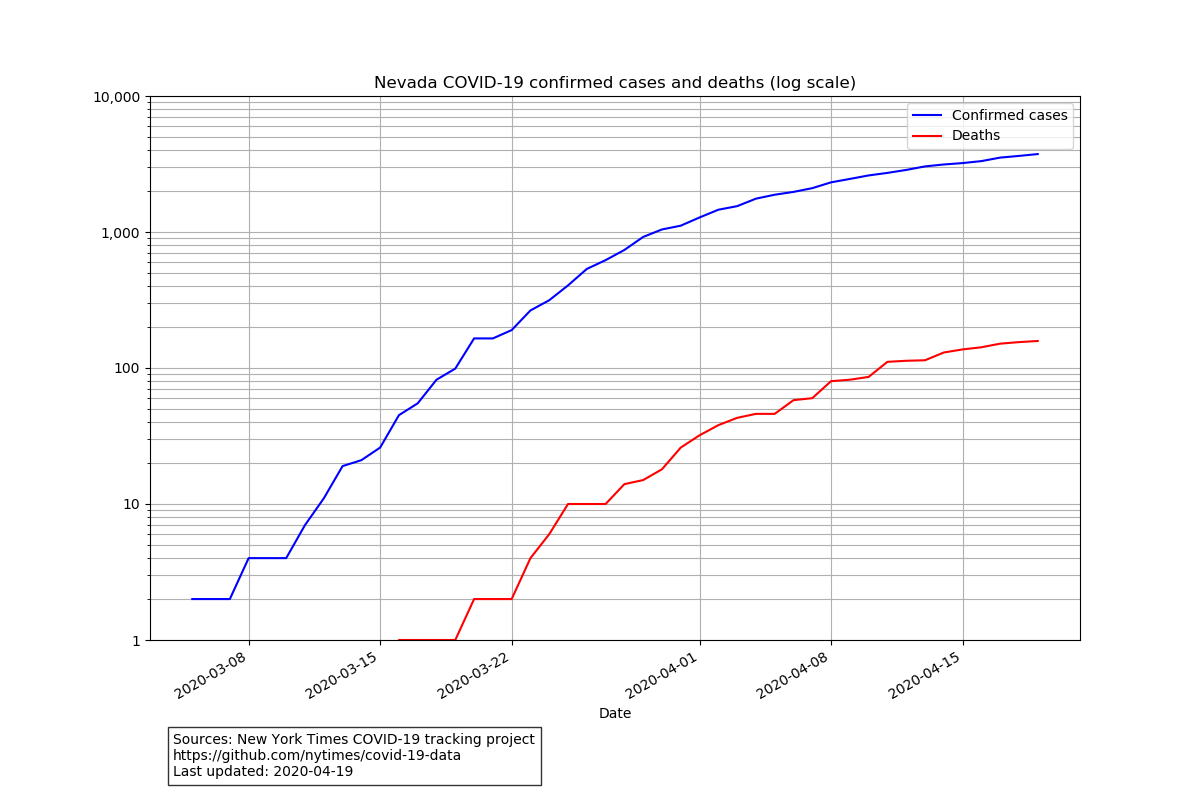 Nevada COVID-19 confirmed cases and deaths (log scale)
10,000
1,000
100
10
1
Confirmed cases
Deaths
2020-03-08
2020-03-15
2020-03-22
2020-04-01
2020-04-08
2020-04-15
Date
Sources: New York Times COVID-19 tracking project
https://github.com/nytimes/covid-19-data
Last updated: 2020-04-19